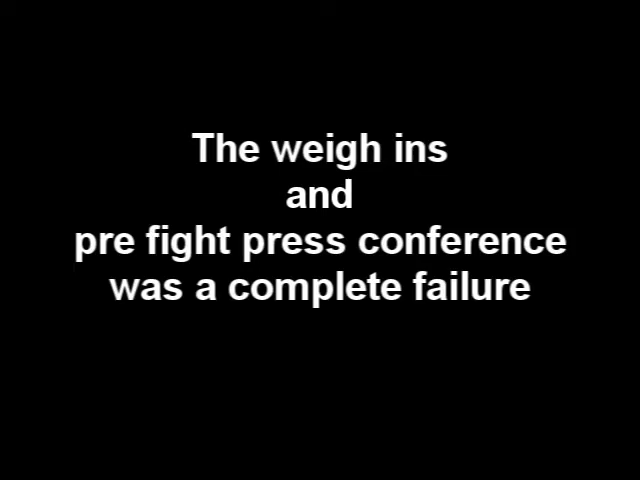 The weigh ins
and
pre fight press conference
was a complete failure